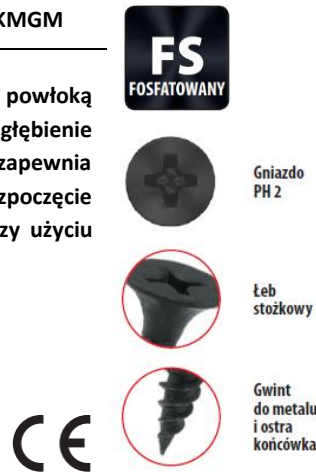 KMGM
powłoką
głębienie
zapewnia
zpoczęcie
zy użyciu
FS
FOSFATOWANY
Gniazdo
PH 2
Łeb
stożkowy
Gwint
do metalu
i ostra
końcówka
CE